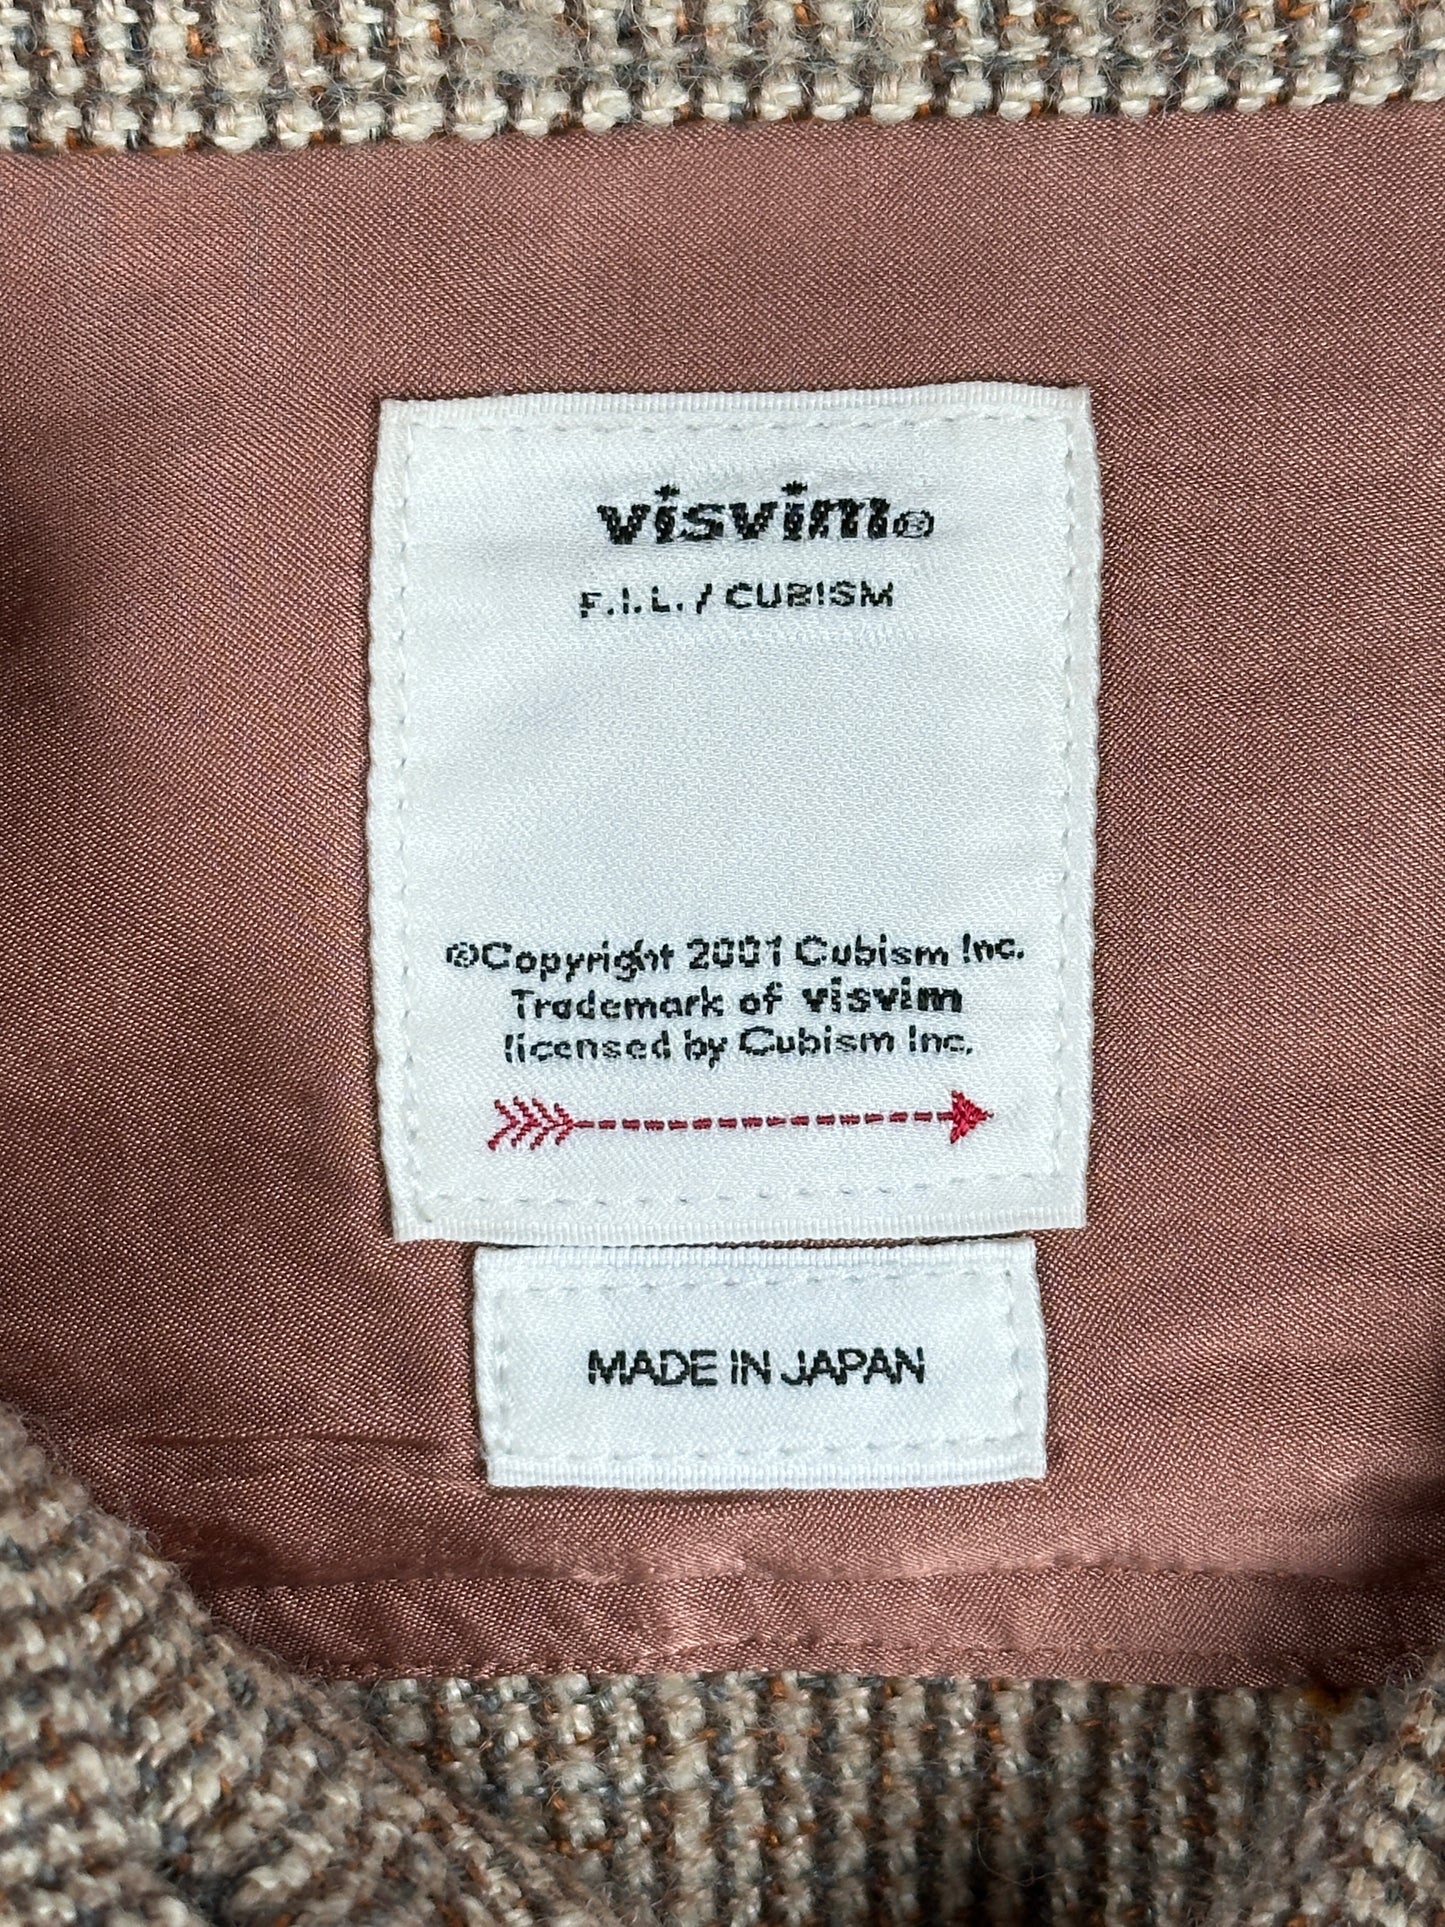 visvim®
F.I.L. / CUBISM
©Copyright 2001 Cubism Inc.
Trademark of visvim
licensed by Cubism Inc.
MADE IN JAPAN